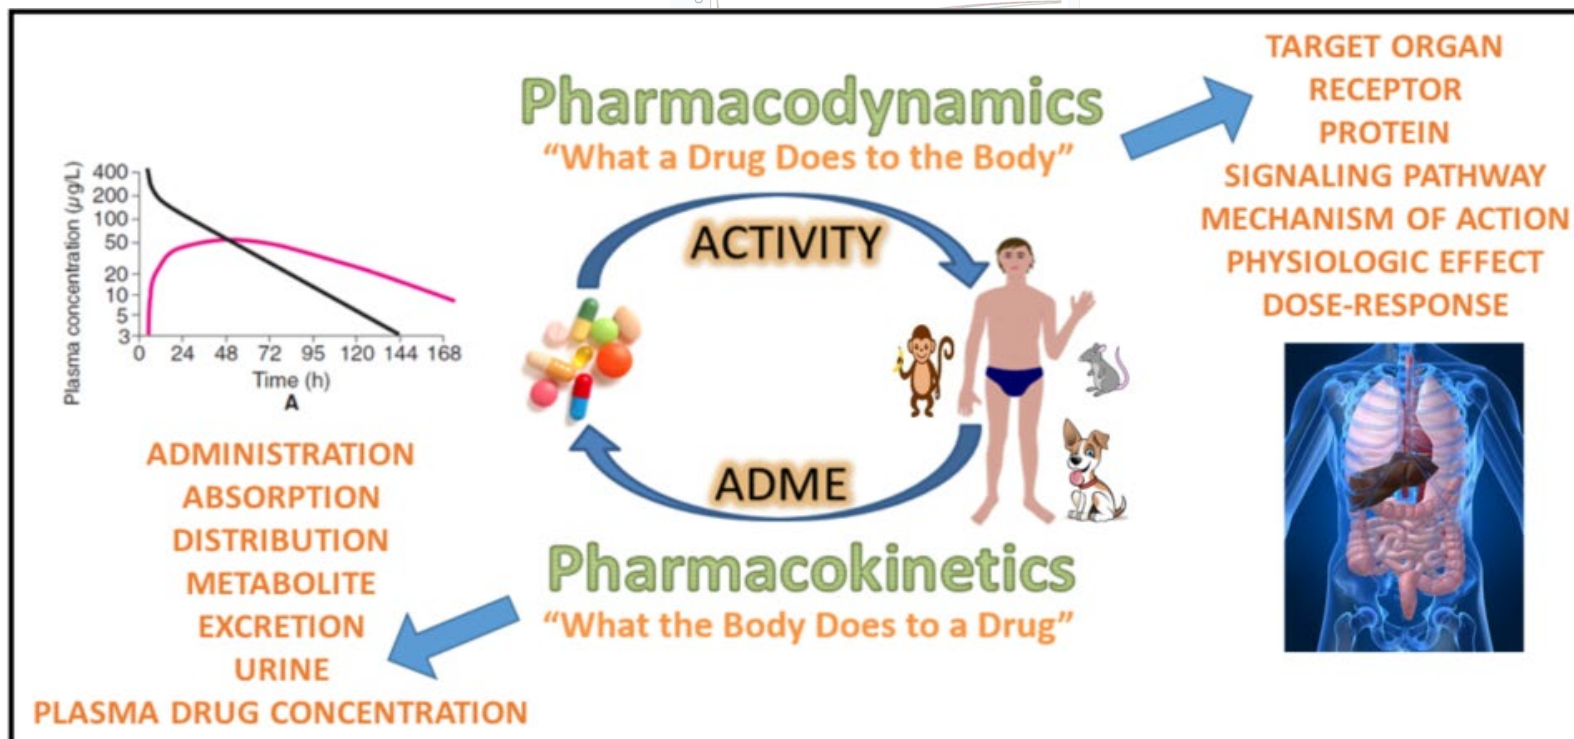 Pharmacodynamics
“What a Drug Does to the Body”
TARGET ORGAN
RECEPTOR
PROTEIN
SIGNALING PATHWAY
MECHANISM OF ACTION
PHYSIOLOGIC EFFECT
DOSE-RESPONSE
Plasma concentration (µg/L)
400
200
100
50
20
10
5
3
0 24 48 72 95 120 144 168
Time (h)
A
ACTIVITY
ADME
Pharmacokinetics
“What the Body Does to a Drug”
ADMINISTRATION
ABSORPTION
DISTRIBUTION
METABOLITE
EXCRETION
URINE
PLASMA DRUG CONCENTRATION